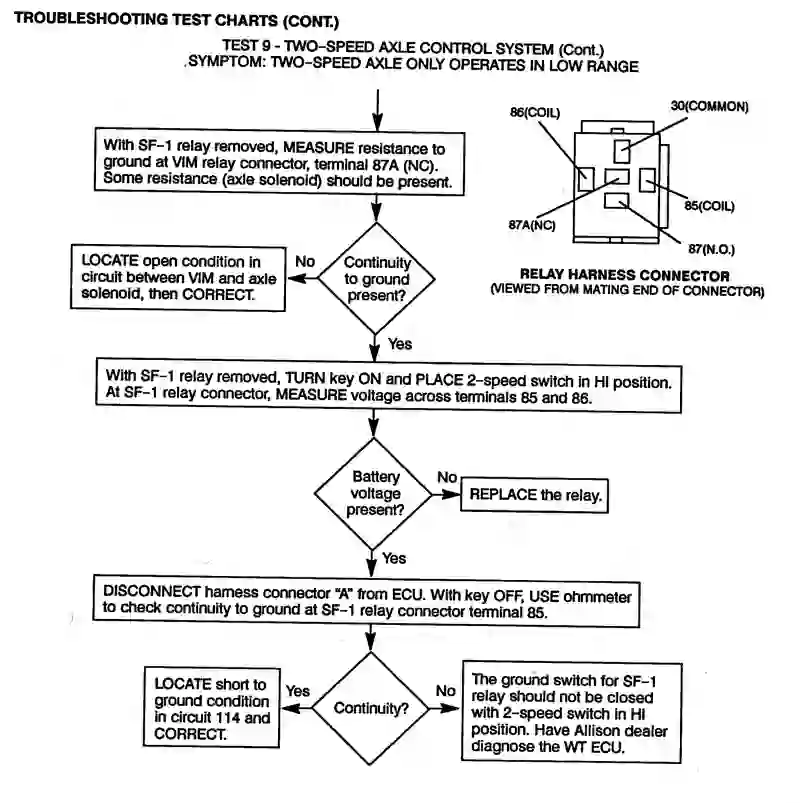 TROUBLESHOOTING TEST CHARTS (CONT.)
TEST 9 - TWO-SPEED AXLE CONTROL SYSTEM (Cont.)
SYMPTOM: TWO-SPEED AXLE ONLY OPERATES IN LOW RANGE
With SF-1 relay removed, MEASURE resistance to
ground at VIM relay connector, terminal 87A (NC).
Some resistance (axle solenoid) should be present.
86(COIL)
30(COMMON)
87A(NC)
85(COIL)
87(N.O.)
RELAY HARNESS CONNECTOR
(VIEWED FROM MATING END OF CONNECTOR)
Continuity
to ground
present?
No
LOCATE open condition in
circuit between VIM and axle
solenoid, then CORRECT.
Yes
With SF-1 relay removed, TURN key ON and PLACE 2-speed switch in HI position.
At SF-1 relay connector, MEASURE voltage across terminals 85 and 86.
Battery
voltage
present?
No
REPLACE the relay.
Yes
DISCONNECT harness connector "A" from ECU. With key OFF, USE ohmmeter
to check continuity to ground at SF-1 relay connector terminal 85.
Continuity?
Yes
LOCATE short to
ground condition
in circuit 114 and
CORRECT.
No
The ground switch for SF-1
relay should not be closed
with 2-speed switch in HI
position. Have Allison dealer
diagnose the WT ECU.